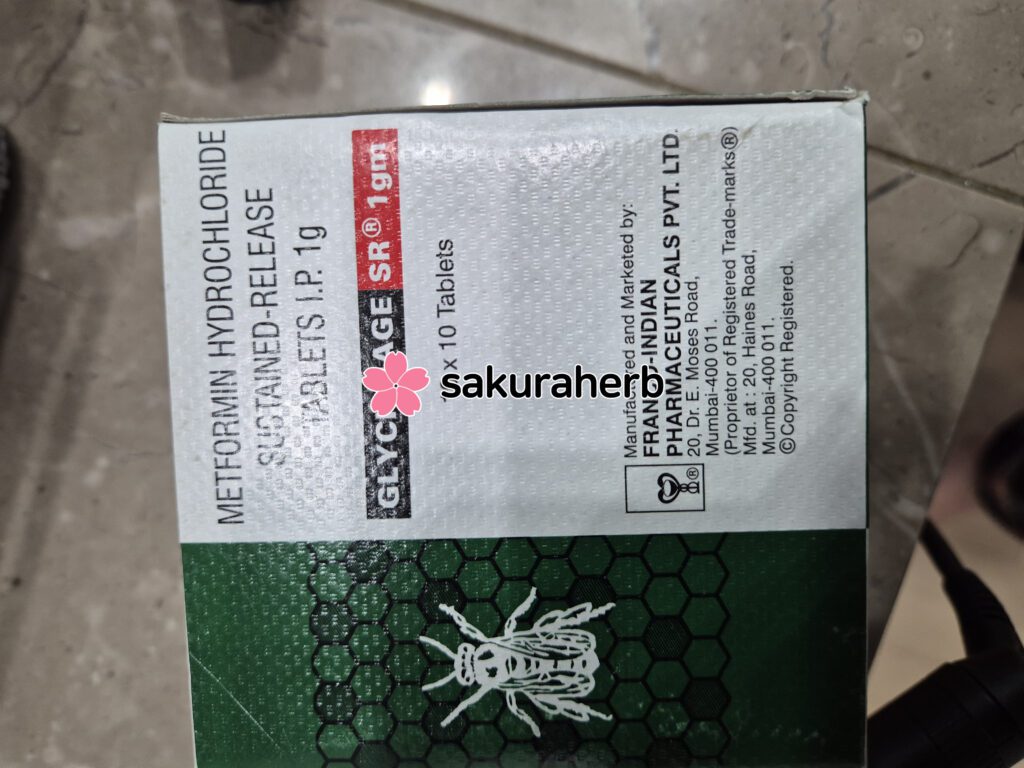 METFORMIN HYDROCHLORIDE
SUSTAINED-RELEASE
TABLETS I.P. 1g
SR® 1gm
x 10 Tablets
sakuraherb
Marketed by:
FRANCO-INDIAN
PHARMACEUTICALS PVT. LTD.
20, Dr. E. Moses Road,
Mumbai-400 011.
(Proprietor of Registered Trade-marks®)
Mfd. at : 20, Haines Road,
Mumbai-400 011.
©Copyright Registered.
®